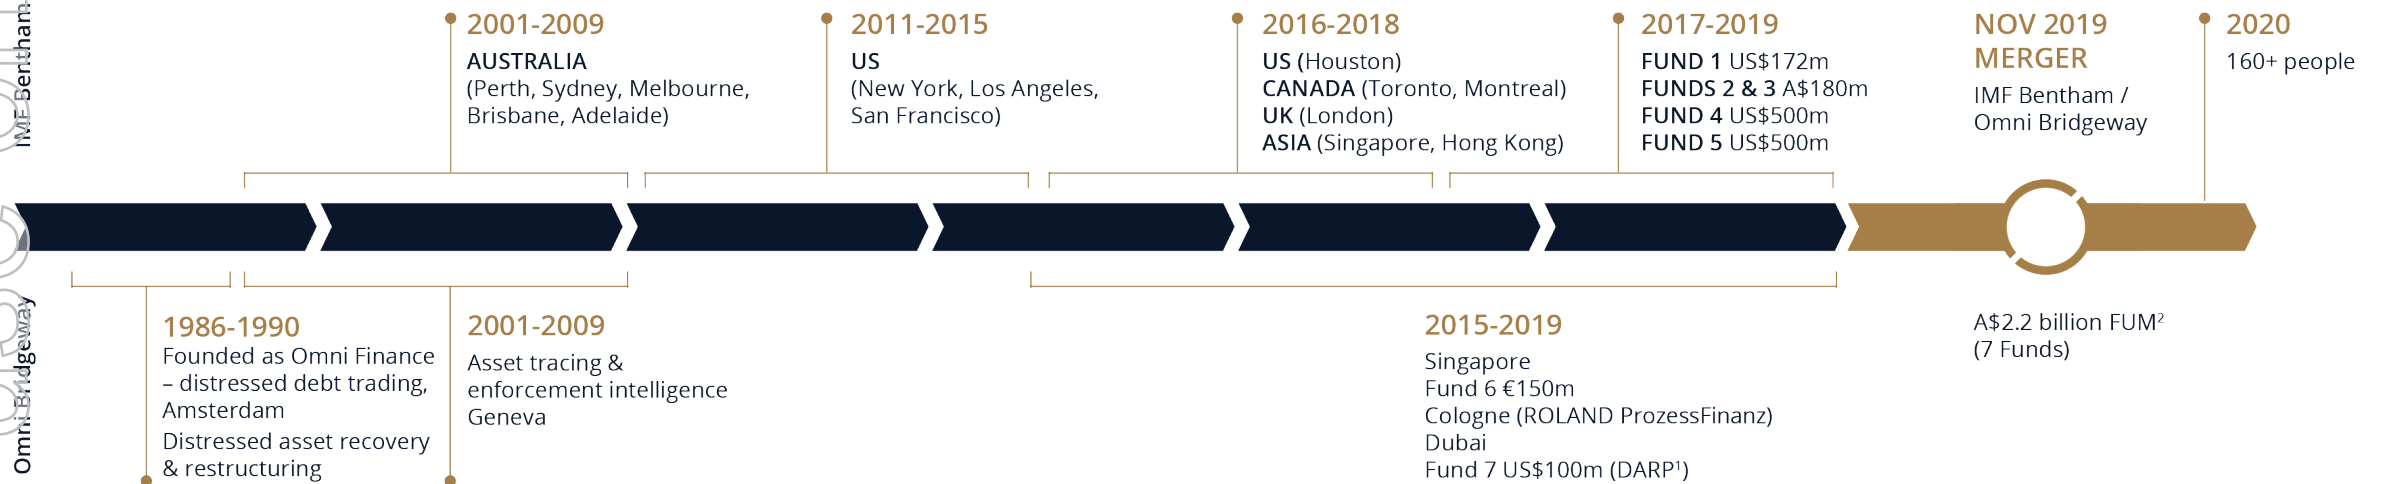 IMF Bentham
2001-2009
AUSTRALIA
(Perth, Sydney, Melbourne,
Brisbane, Adelaide)
2011-2015
US
(New York, Los Angeles,
San Francisco)
2016-2018
US (Houston)
CANADA (Toronto, Montreal)
UK (London)
ASIA (Singapore, Hong Kong)
2017-2019
FUND 1 US$172m
FUNDS 2 & 3 A$180m
FUND 4 US$500m
FUND 5 US$500m
NOV 2019
MERGER
IMF Bentham /
Omni Bridgeway
2020
160+ people
Omni Bridgeway
1986-1990
Founded as Omni Finance
– distressed debt trading,
Amsterdam
Distressed asset recovery
& restructuring
2001-2009
Asset tracing &
enforcement intelligence
Geneva
2015-2019
Singapore
Fund 6 €150m
Cologne (ROLAND ProzessFinanz)
Dubai
Fund 7 US$100m (DARP¹)
A$2.2 billion FUM²
(7 Funds)